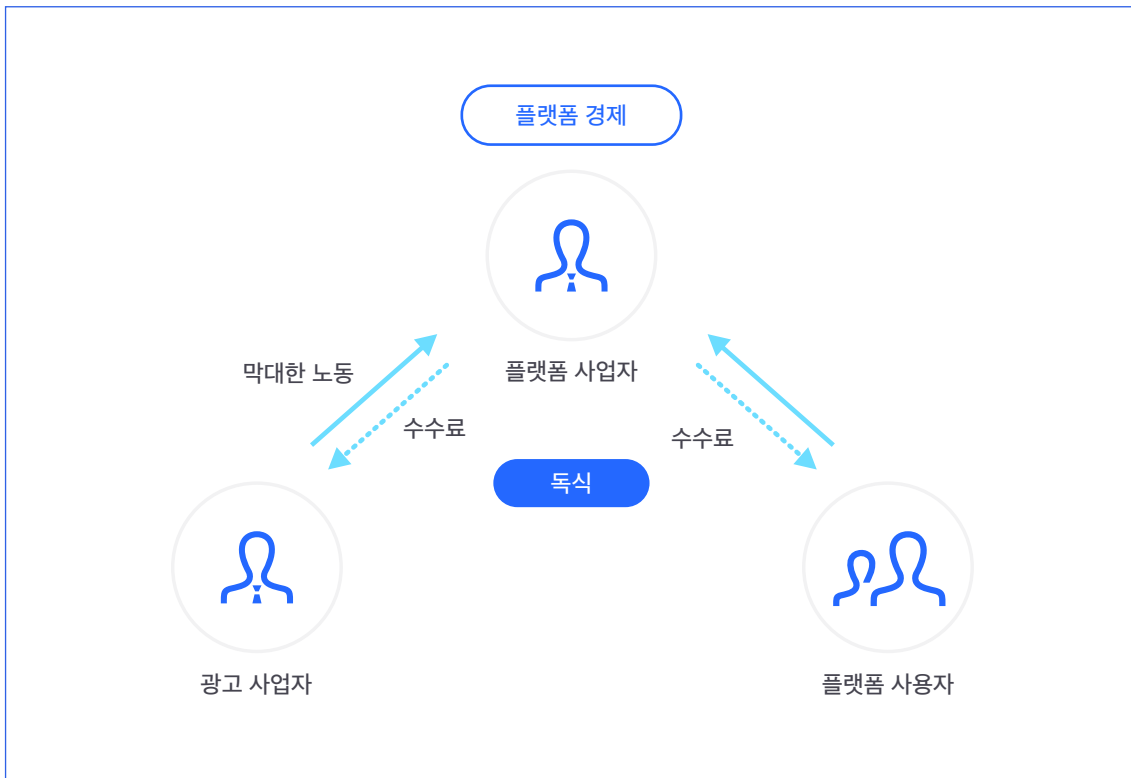 플랫폼 경제
플랫폼 사업자
막대한 노동
수수료
수수료
독식
광고 사업자
플랫폼 사용자